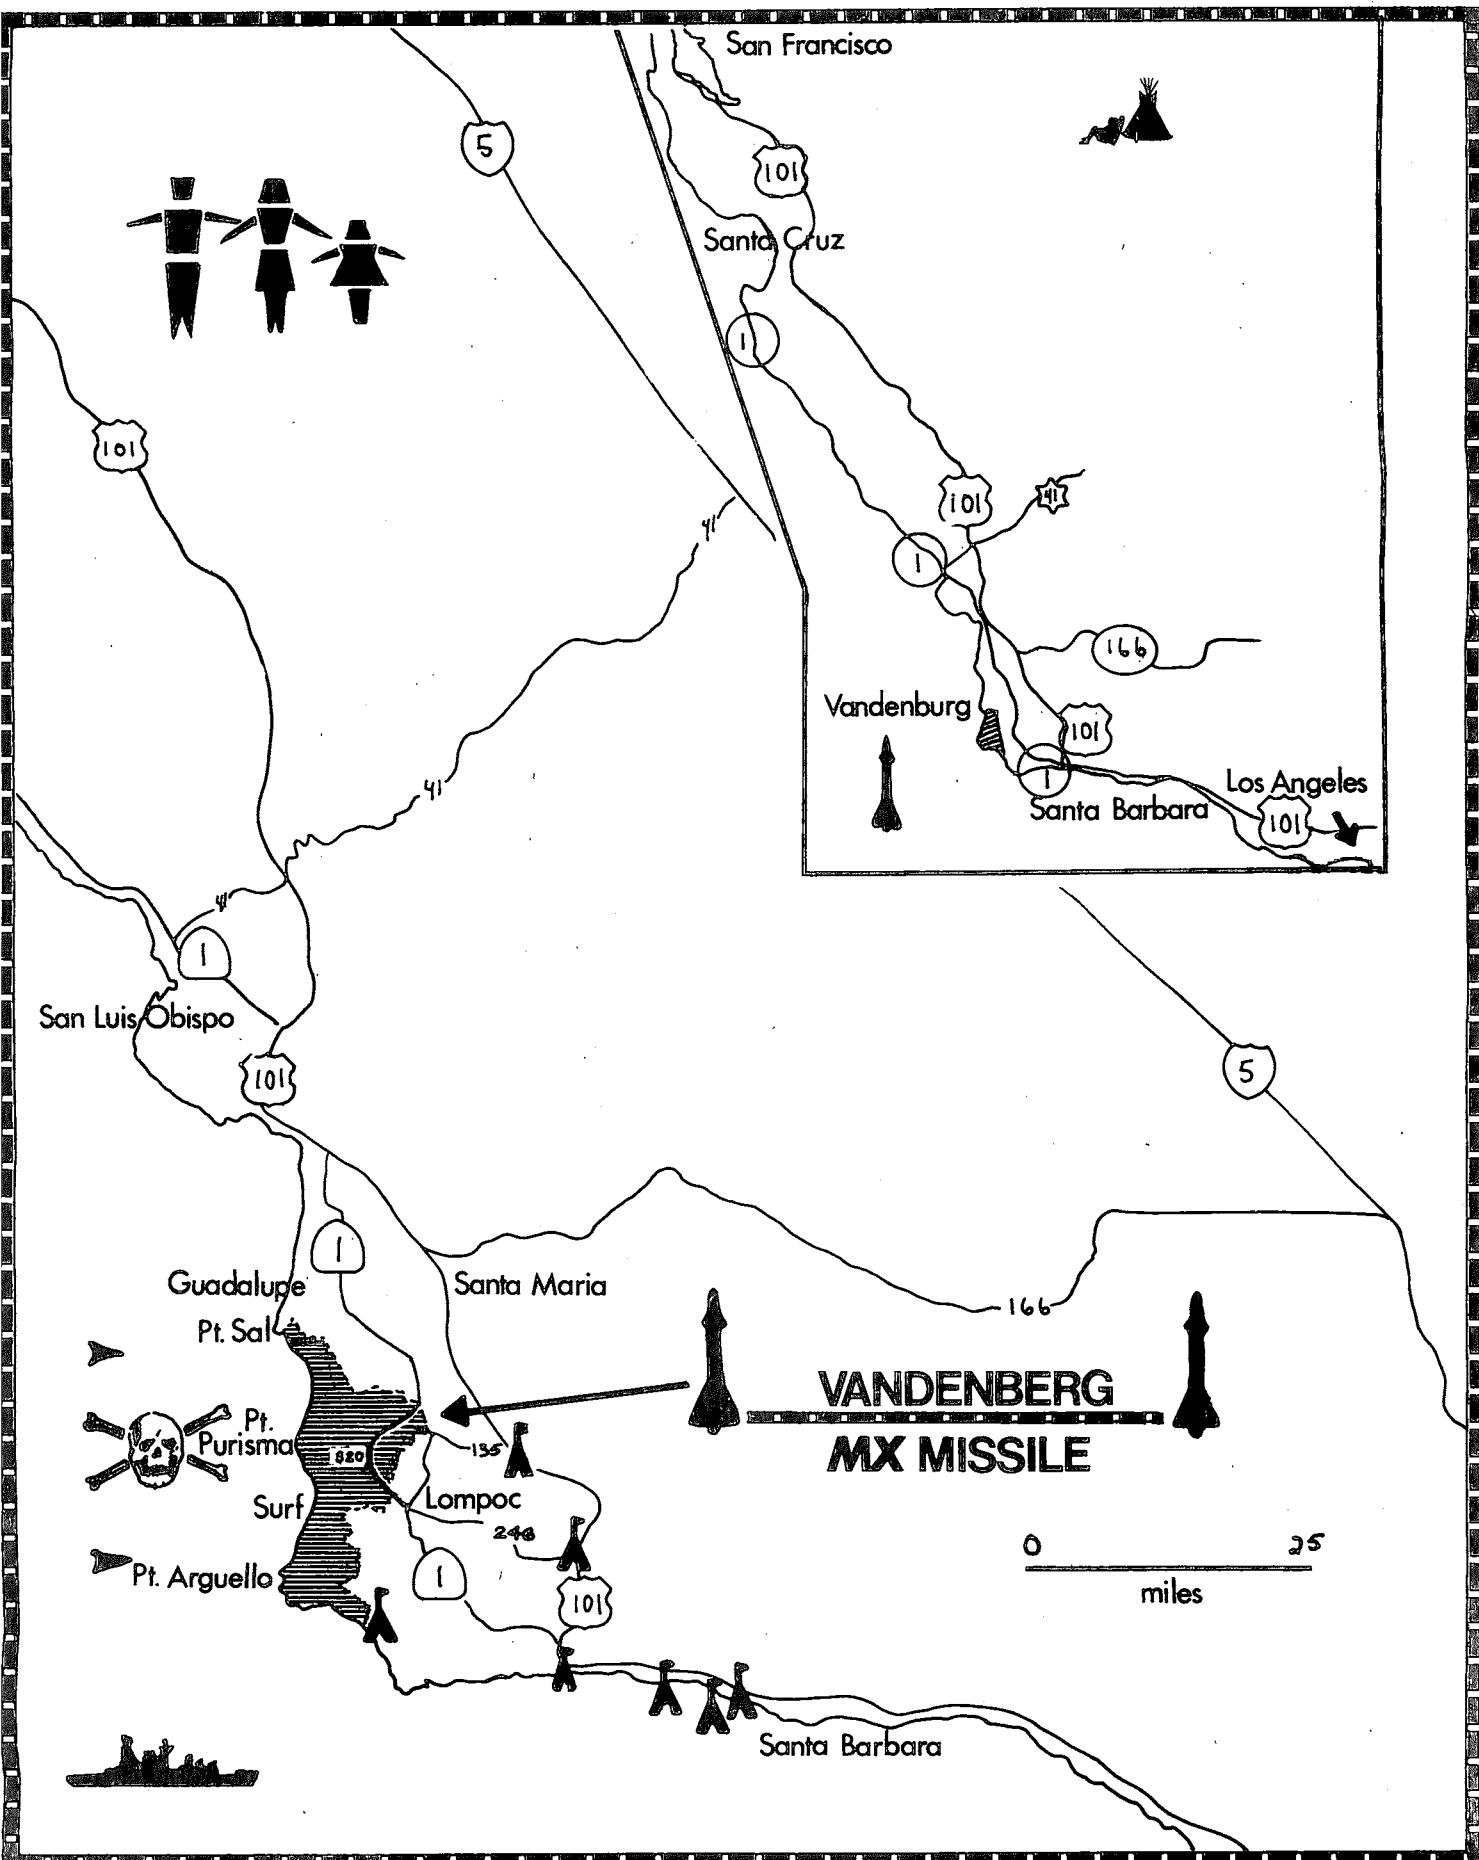 San Francisco
5
101
Santa Cruz
1
101
101
41
41
1
166
Vandenburg
101
1
Los Angeles
Santa Barbara
101
41
41
1
San Luis Obispo
101
5
1
Guadalupe
Santa Maria
166
Pt. Sal
VANDENBERG
MX MISSILE
Pt.
Purisma
135
S20
Lompoc
Surf
246
0 25
miles
Pt. Arguello
1
101
Santa Barbara